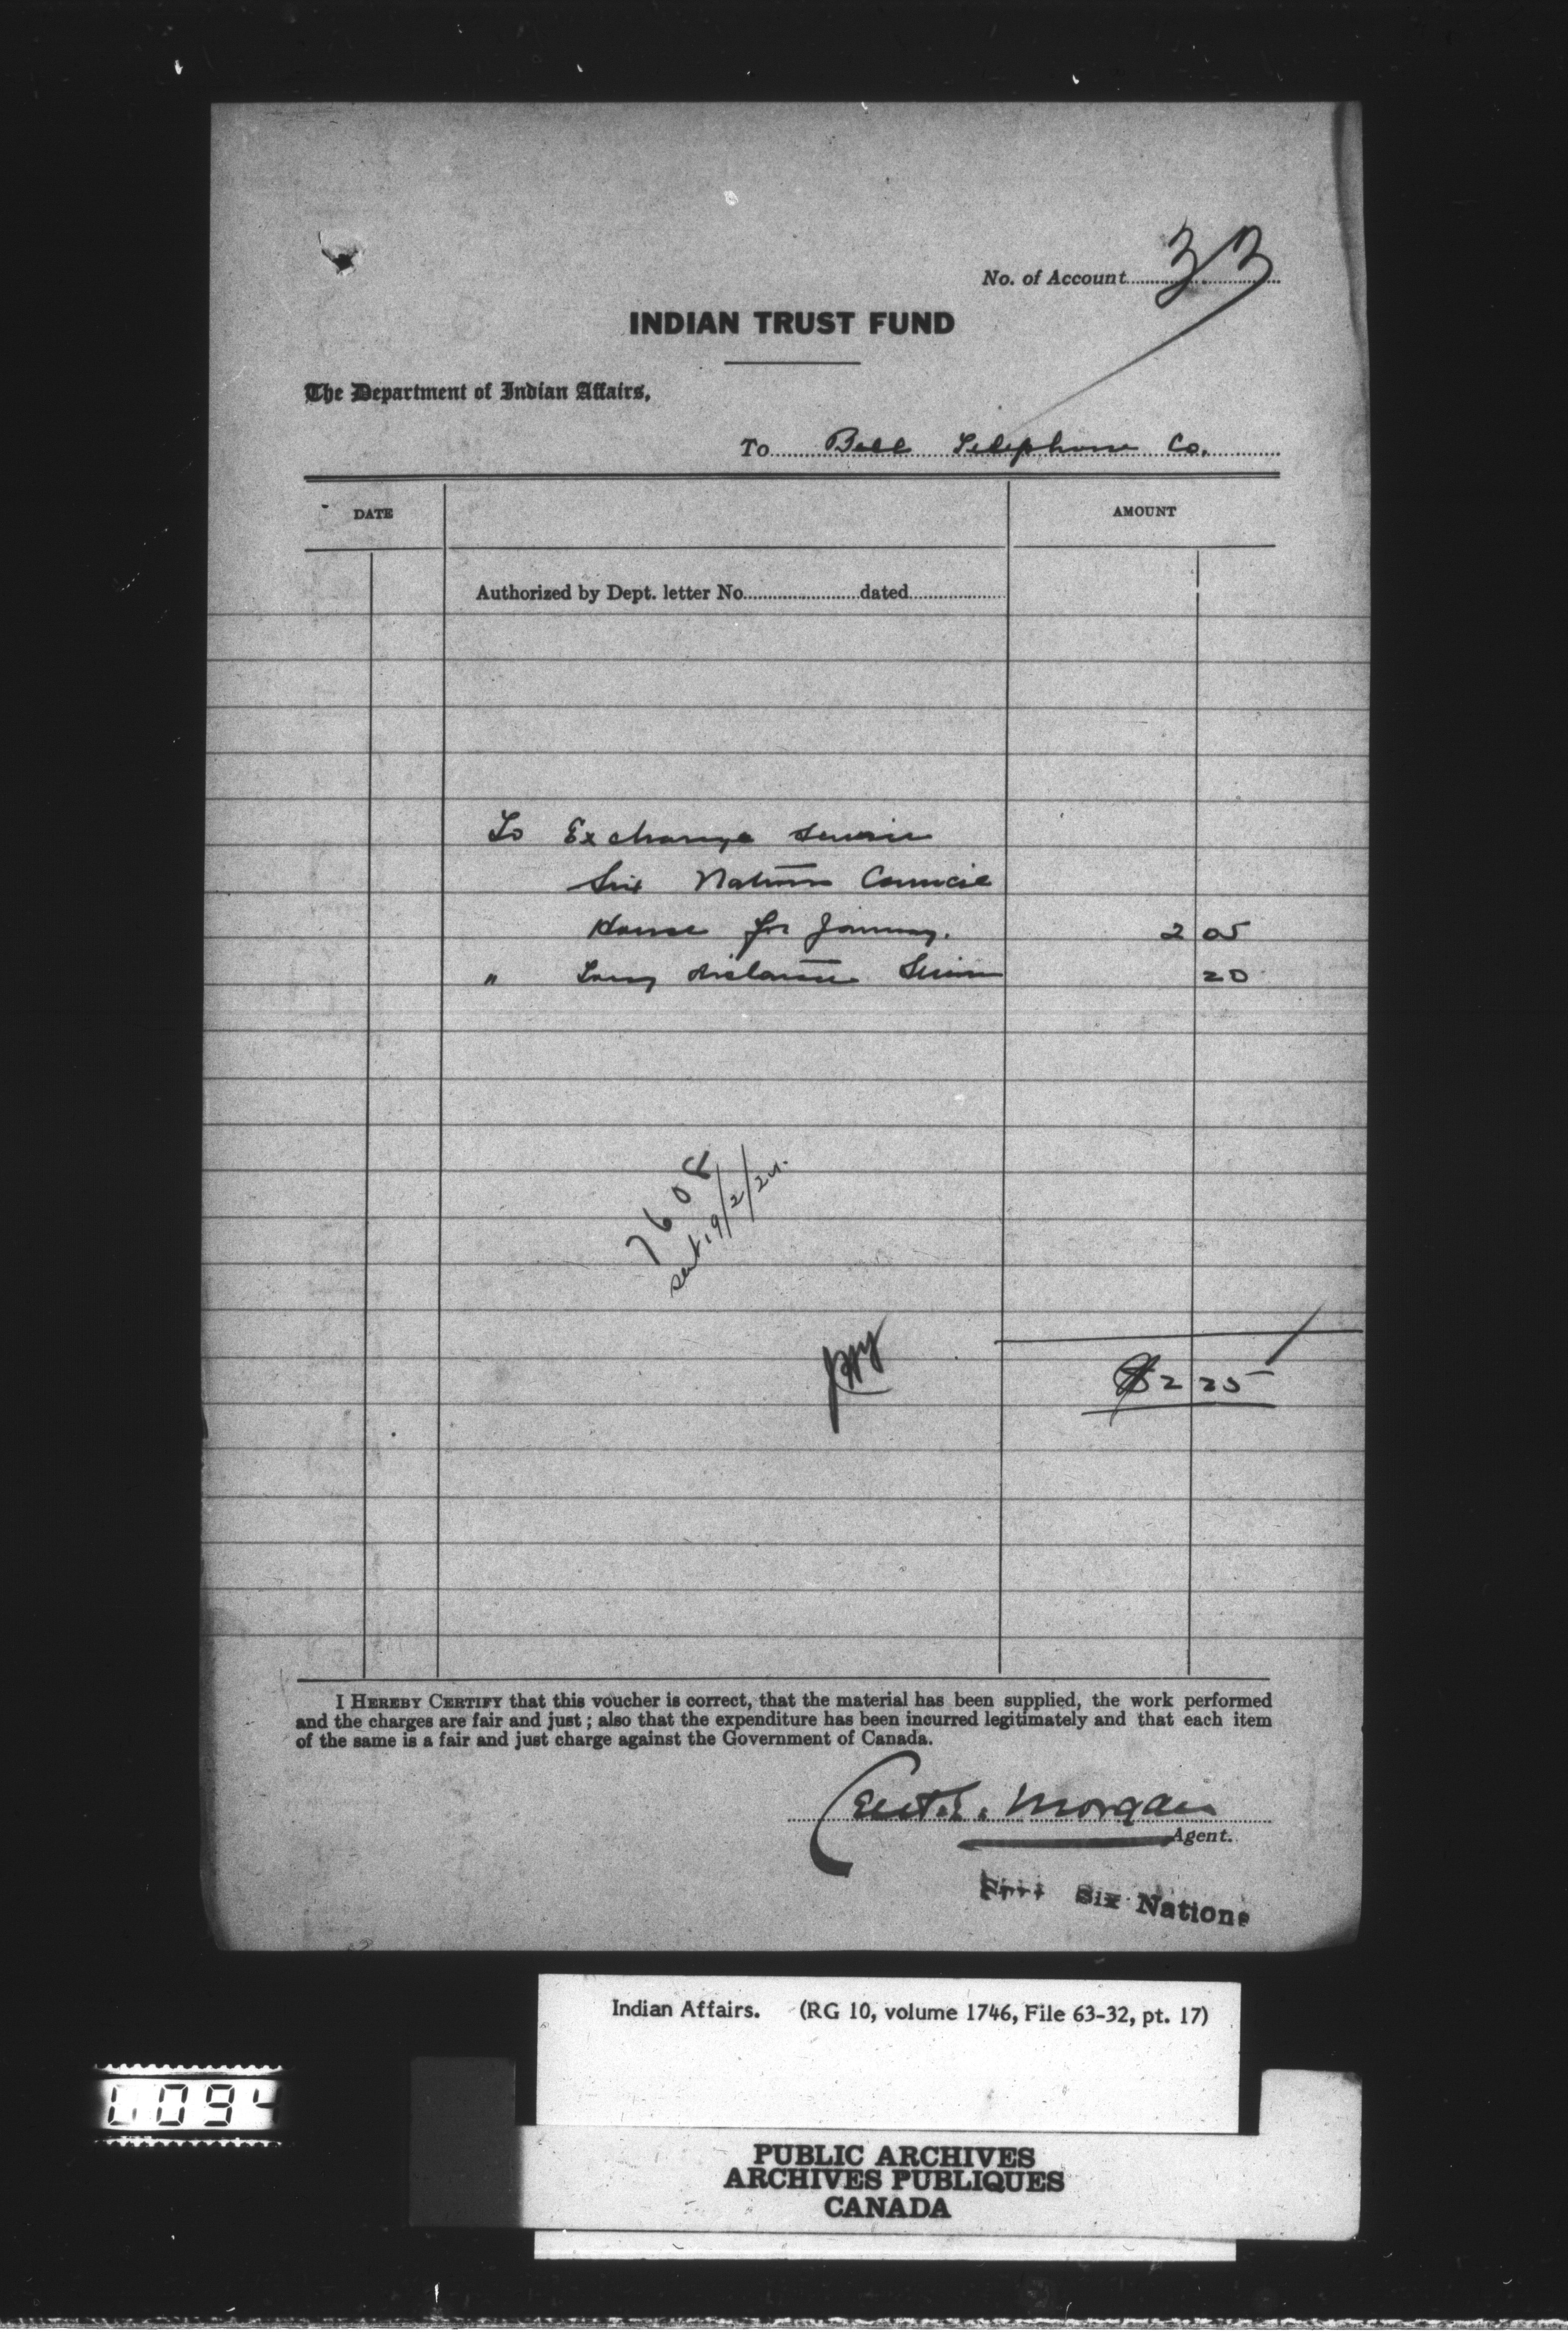 No. of Account 33
INDIAN TRUST FUND
The Department of Indian Affairs,
To Bell Telephone Co.
DATE
AMOUNT
Authorized by Dept. letter No. dated
To Exchange Service
Six Nations Council
House for January. 2 05
" Long distance Service 20
7608
sent 19/2/24.
$2 25
I HEREBY CERTIFY that this voucher is correct, that the material has been supplied, the work performed
and the charges are fair and just; also that the expenditure has been incurred legitimately and that each item
of the same is a fair and just charge against the Government of Canada.
E. Morgan
Agent.
Six Nations
Indian Affairs. (RG 10, volume 1746, File 63-32, pt. 17)
094
PUBLIC ARCHIVES
ARCHIVES PUBLIQUES
CANADA